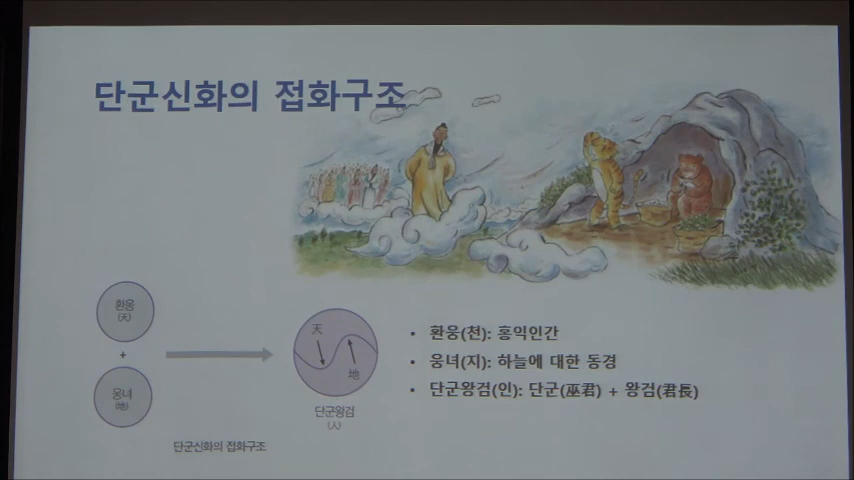 단군신화의 접화구조
환웅
(天)
+
웅녀
(地)
天
地
단군왕검
(人)
단군신화의 접화구조
• 환웅(천): 홍익인간
• 웅녀(지): 하늘에 대한 동경
• 단군왕검(인): 단군(巫君) + 왕검(君長)